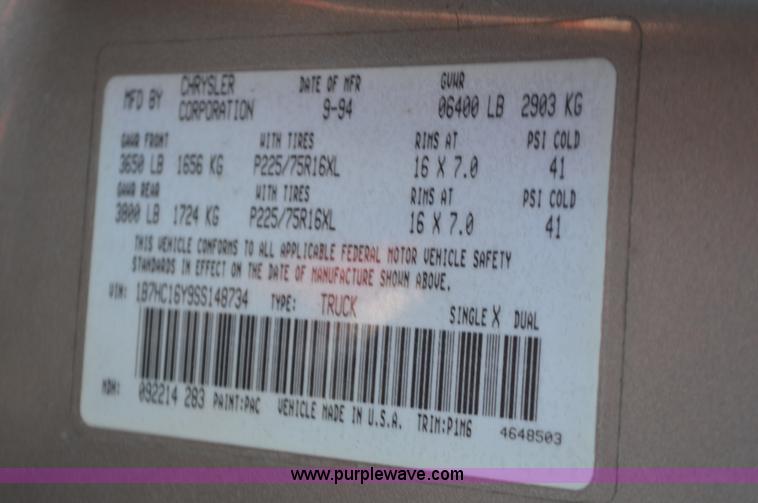 MFD BY CHRYSLER CORPORATION DATE OF MFR 9-94 GVWR 06400 LB 2903 KG
GAWR FRONT WITH TIRES RIMS AT PSI COLD
3650 LB 1656 KG P225/75R16XL 16 X 7.0 41
GAWR REAR WITH TIRES RIMS AT PSI COLD
3800 LB 1724 KG P225/75R16XL 16 X 7.0 41
THIS VEHICLE CONFORMS TO ALL APPLICABLE FEDERAL MOTOR VEHICLE SAFETY
STANDARDS IN EFFECT ON THE DATE OF MANUFACTURE SHOWN ABOVE.
VIN: 1B7HC16Y9SS148734 TYPE: TRUCK SINGLE X DUAL
MDH: 092214 283 PAINT:PAC VEHICLE MADE IN U.S.A. TRIM:P1M6 4648503
www.purplewave.com